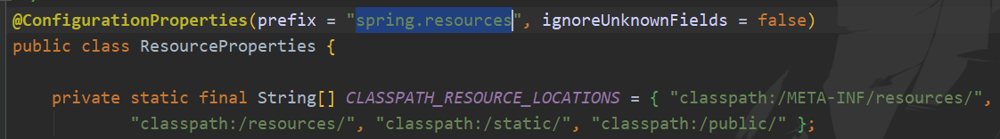 @ConfigurationProperties(prefix = "spring.resources", ignoreUnknownFields = false)
public class ResourceProperties {
private static final String[] CLASSPATH_RESOURCE_LOCATIONS = { "classpath:/META-INF/resources/",
"classpath:/resources/", "classpath:/static/", "classpath:/public/" };